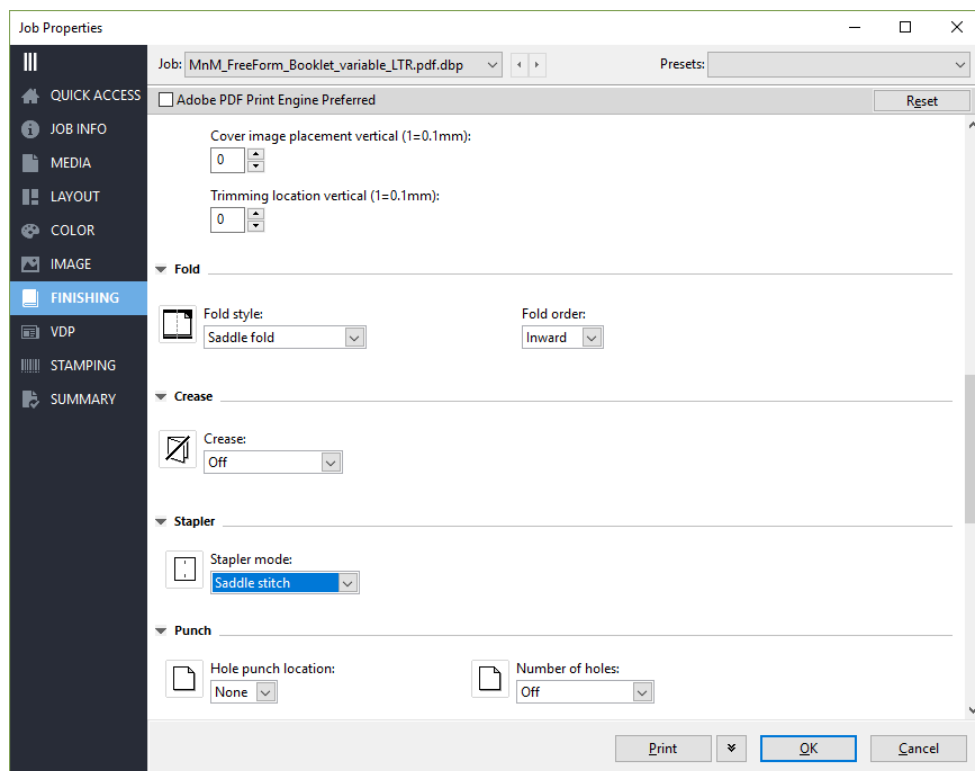 Job Properties
Job: MnM_FreeForm_Booklet_variable_LTR.pdf.dbp Presets:
Adobe PDF Print Engine Preferred Reset
QUICK ACCESS
JOB INFO
MEDIA
LAYOUT
COLOR
IMAGE
FINISHING
VDP
STAMPING
SUMMARY
Cover image placement vertical (1=0.1mm):
0
Trimming location vertical (1=0.1mm):
0
Fold
Fold style: Fold order:
Saddle fold Inward
Crease
Crease:
Off
Stapler
Stapler mode:
Saddle stitch
Punch
Hole punch location: Number of holes:
None Off
Print OK Cancel